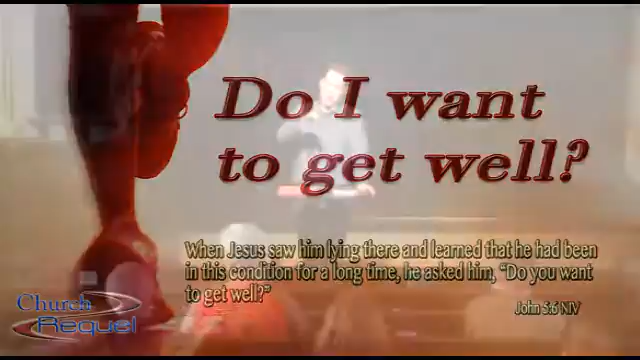 Do I want
to get well?
When Jesus saw him lying there and learned that he had been
in this condition for a long time, he asked him, "Do you want
to get well?"
John 5:6 NIV
Church
Requel